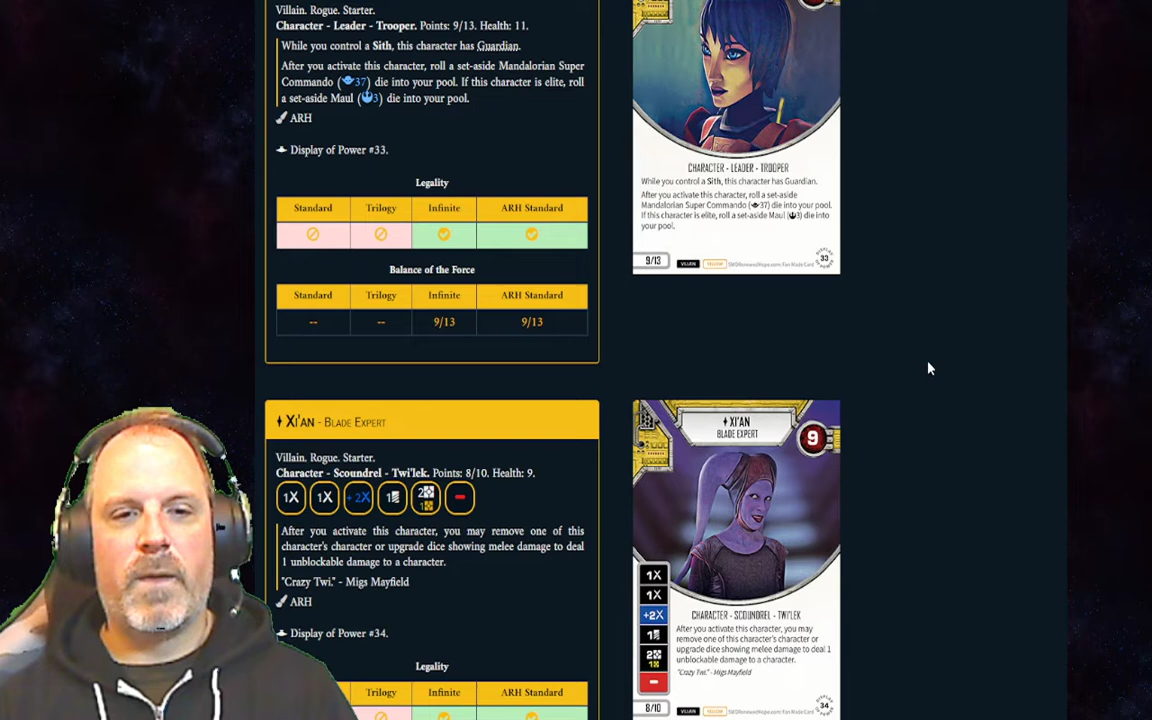 Villain. Rogue. Starter.
Character - Leader - Trooper. Points: 9/13. Health: 11.
While you control a Sith, this character has Guardian.
After you activate this character, roll a set-aside Mandalorian Super
Commando (37) die into your pool. If this character is elite, roll
a set-aside Maul (3) die into your pool.
ARH
Display of Power #33.
Legality
Standard Trilogy Infinite ARH Standard
Balance of the Force
Standard Trilogy Infinite ARH Standard
-- -- 9/13 9/13
CHARACTER - LEADER - TROOPER
While you control a Sith, this character has Guardian.
After you activate this character, roll a set-aside
Mandalorian Super Commando (37) die into your pool.
If this character is elite, roll a set-aside Maul (3) die into
your pool.
9/13
VILLAIN
33
Xi'an - Blade Expert
Villain. Rogue. Starter.
Character - Scoundrel - Twi'lek. Points: 8/10. Health: 9.
1X 1X +2X 1 2 1 -
After you activate this character, you may remove one of this
character's character or upgrade dice showing melee damage to deal
1 unblockable damage to a character.
"Crazy Twi." - Migs Mayfield
ARH
Display of Power #34.
Legality
Trilogy Infinite ARH Standard
XI'AN
BLADE EXPERT
9
1X
1X
+2X
1
2
1X
-
CHARACTER - SCOUNDREL - TWI'LEK
After you activate this character, you may
remove one of this character's character or
upgrade dice showing melee damage to deal 1
unblockable damage to a character.
"Crazy Twi." - Migs Mayfield
8/10
VILLAIN
34